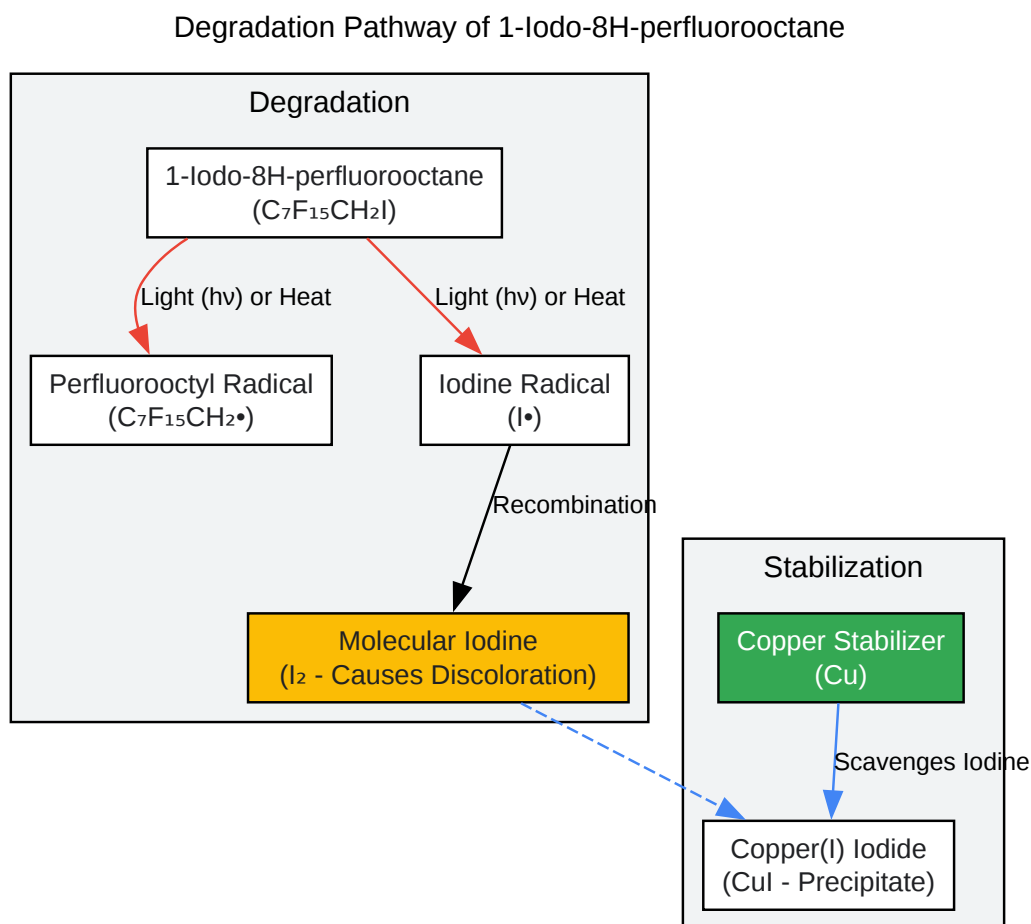 Degradation Pathway of 1-Iodo-8H-perfluorooctane
Degradation
1-Iodo-8H-perfluorooctane
(C₇F₁₅CH₂I)
Light (hν) or Heat
Light (hν) or Heat
Perfluorooctyl Radical
(C₇F₁₅CH₂•)
Iodine Radical
(I•)
Recombination
Molecular Iodine
(I₂ - Causes Discoloration)
Stabilization
Copper Stabilizer
(Cu)
Scavenges Iodine
Copper(I) Iodide
(CuI - Precipitate)